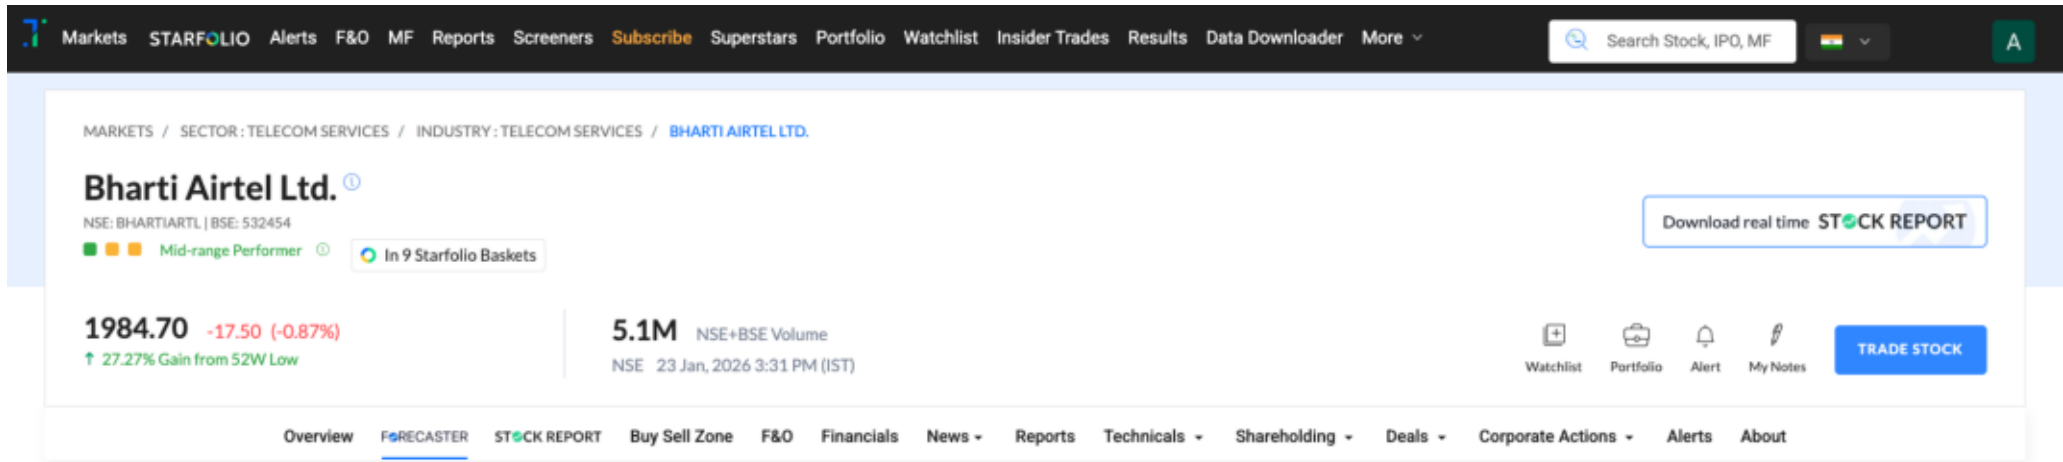 Markets STARFOLIO Alerts F&O MF Reports Screeners Subscribe Superstars Portfolio Watchlist Insider Trades Results Data Downloader More Search Stock, IPO, MF A
MARKETS / SECTOR : TELECOM SERVICES / INDUSTRY : TELECOM SERVICES / BHARTI AIRTEL LTD.
Bharti Airtel Ltd.
NSE: BHARTIARTL | BSE: 532454
Mid-range Performer In 9 Starfolio Baskets
Download real time STOCK REPORT
1984.70 -17.50 (-0.87%)
↑ 27.27% Gain from 52W Low
5.1M NSE+BSE Volume
NSE 23 Jan, 2026 3:31 PM (IST)
Watchlist Portfolio Alert My Notes TRADE STOCK
Overview FORECASTER STOCK REPORT Buy Sell Zone F&O Financials News Reports Technicals Shareholding Deals Corporate Actions Alerts About